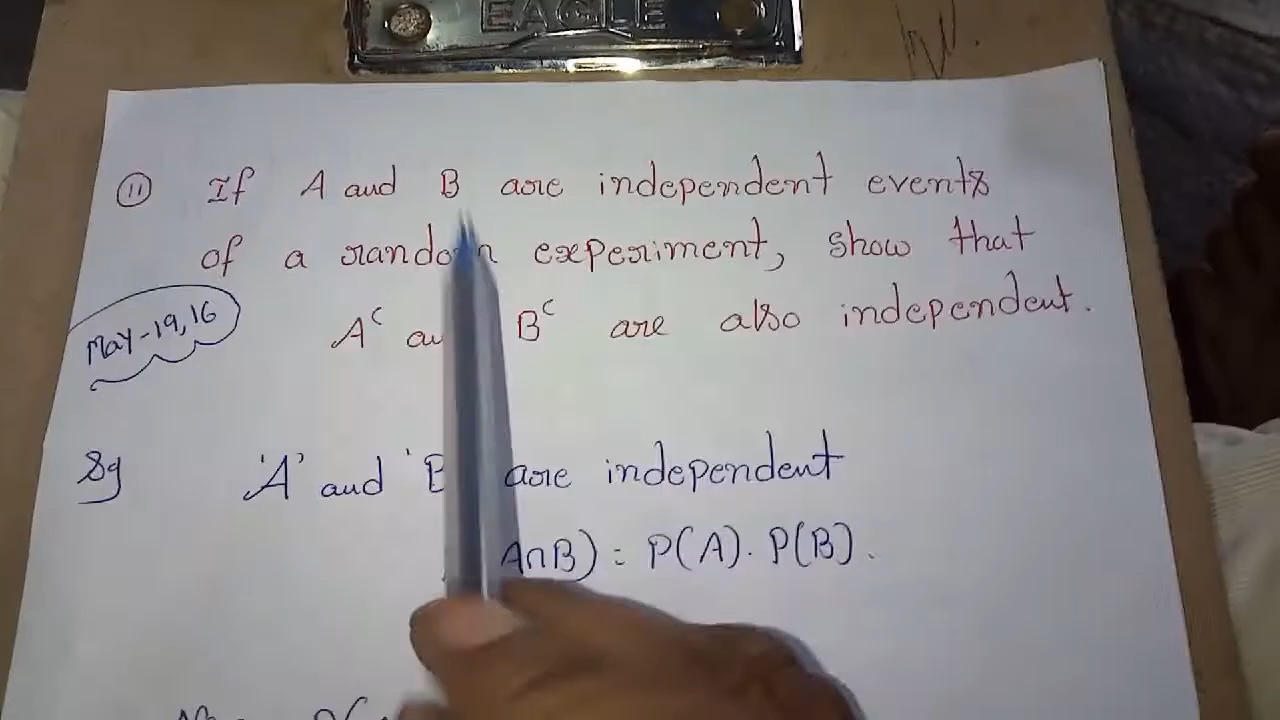 EAGLE
11 If A and B are independent events
of a random experiment, show that
May-19,16
Aᶜ B ᶜ are also independent.
'A' and 'B are independent
A∩B) = P(A). P(B).